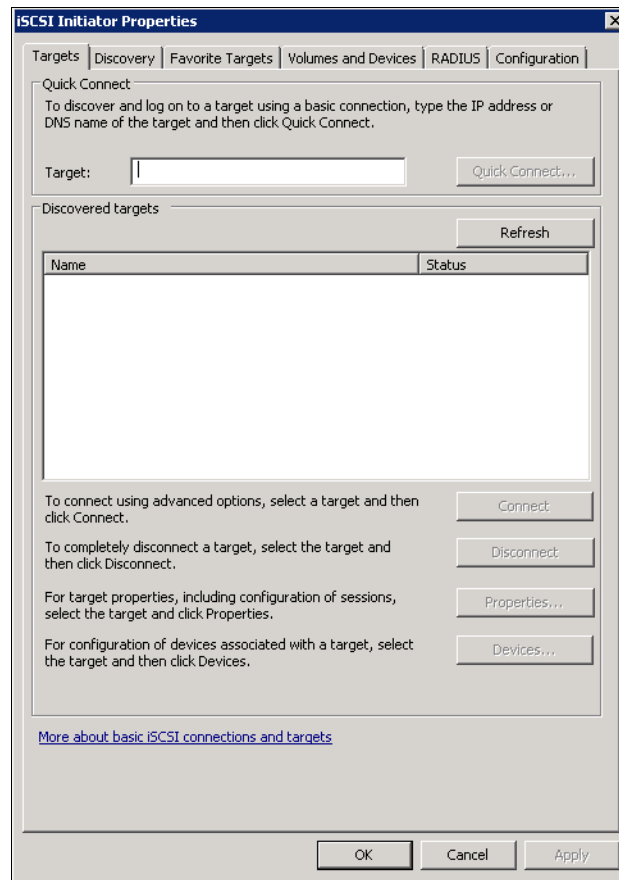 iSCSI Initiator Properties
Targets Discovery Favorite Targets Volumes and Devices RADIUS Configuration
Quick Connect
To discover and log on to a target using a basic connection, type the IP address or
DNS name of the target and then click Quick Connect.
Target: Quick Connect...
Discovered targets
Refresh
Name Status
To connect using advanced options, select a target and then
click Connect.
Connect
To completely disconnect a target, select the target and
then click Disconnect.
Disconnect
For target properties, including configuration of sessions,
select the target and click Properties.
Properties...
For configuration of devices associated with a target, select
the target and then click Devices.
Devices...
More about basic iSCSI connections and targets
OK Cancel Apply